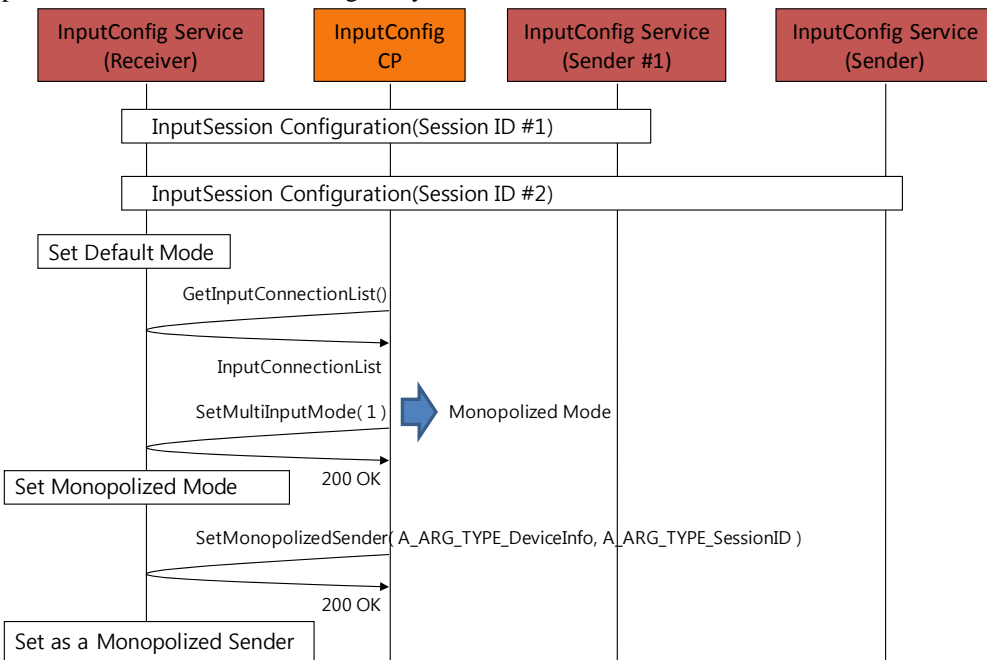 InputConfig Service
(Receiver)
InputConfig
CP
InputConfig Service
(Sender #1)
InputConfig Service
(Sender)
InputSession Configuration(Session ID #1)
InputSession Configuration(Session ID #2)
Set Default Mode
GetInputConnectionList()
InputConnectionList
SetMultiInputMode( 1 )
Monopolized Mode
200 OK
Set Monopolized Mode
SetMonopolizedSender( A_ARG_TYPE_DeviceInfo, A_ARG_TYPE_SessionID )
200 OK
Set as a Monopolized Sender